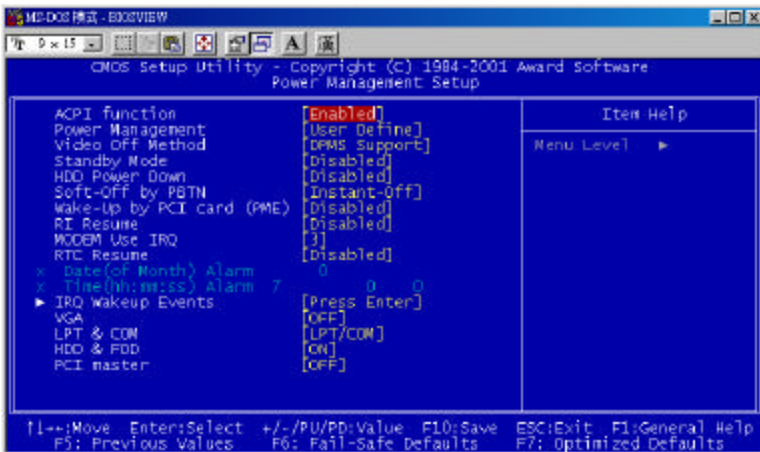 MS-DOS 模式 - BIOSVIEW
Tr 9 x 15 A 漢
CMOS Setup Utility - Copyright (C) 1984-2001 Award Software
Power Management Setup
ACPI function [Enabled]
Power Management [User Define]
Video Off Method [DPMS Support]
Standby Mode [Disabled]
HDD Power Down [Disabled]
Soft-Off by PBTN [Instant-Off]
Wake-Up by PCI card (PME) [Disabled]
RI Resume [Disabled]
MODEM Use IRQ [3]
RTC Resume [Disabled]
x Date(of Month) Alarm 0
x Time(hh:mm:ss) Alarm 7 0 0
► IRQ Wakeup Events [Press Enter]
VGA [OFF]
LPT & COM [LPT/COM]
HDD & FDD [ON]
PCI master [OFF]
Item Help
Menu Level ►
↑↓→←:Move Enter:Select +/-/PU/PD:Value F10:Save ESC:Exit F1:General Help
F5: Previous Values F6: Fail-Safe Defaults F7: Optimized Defaults